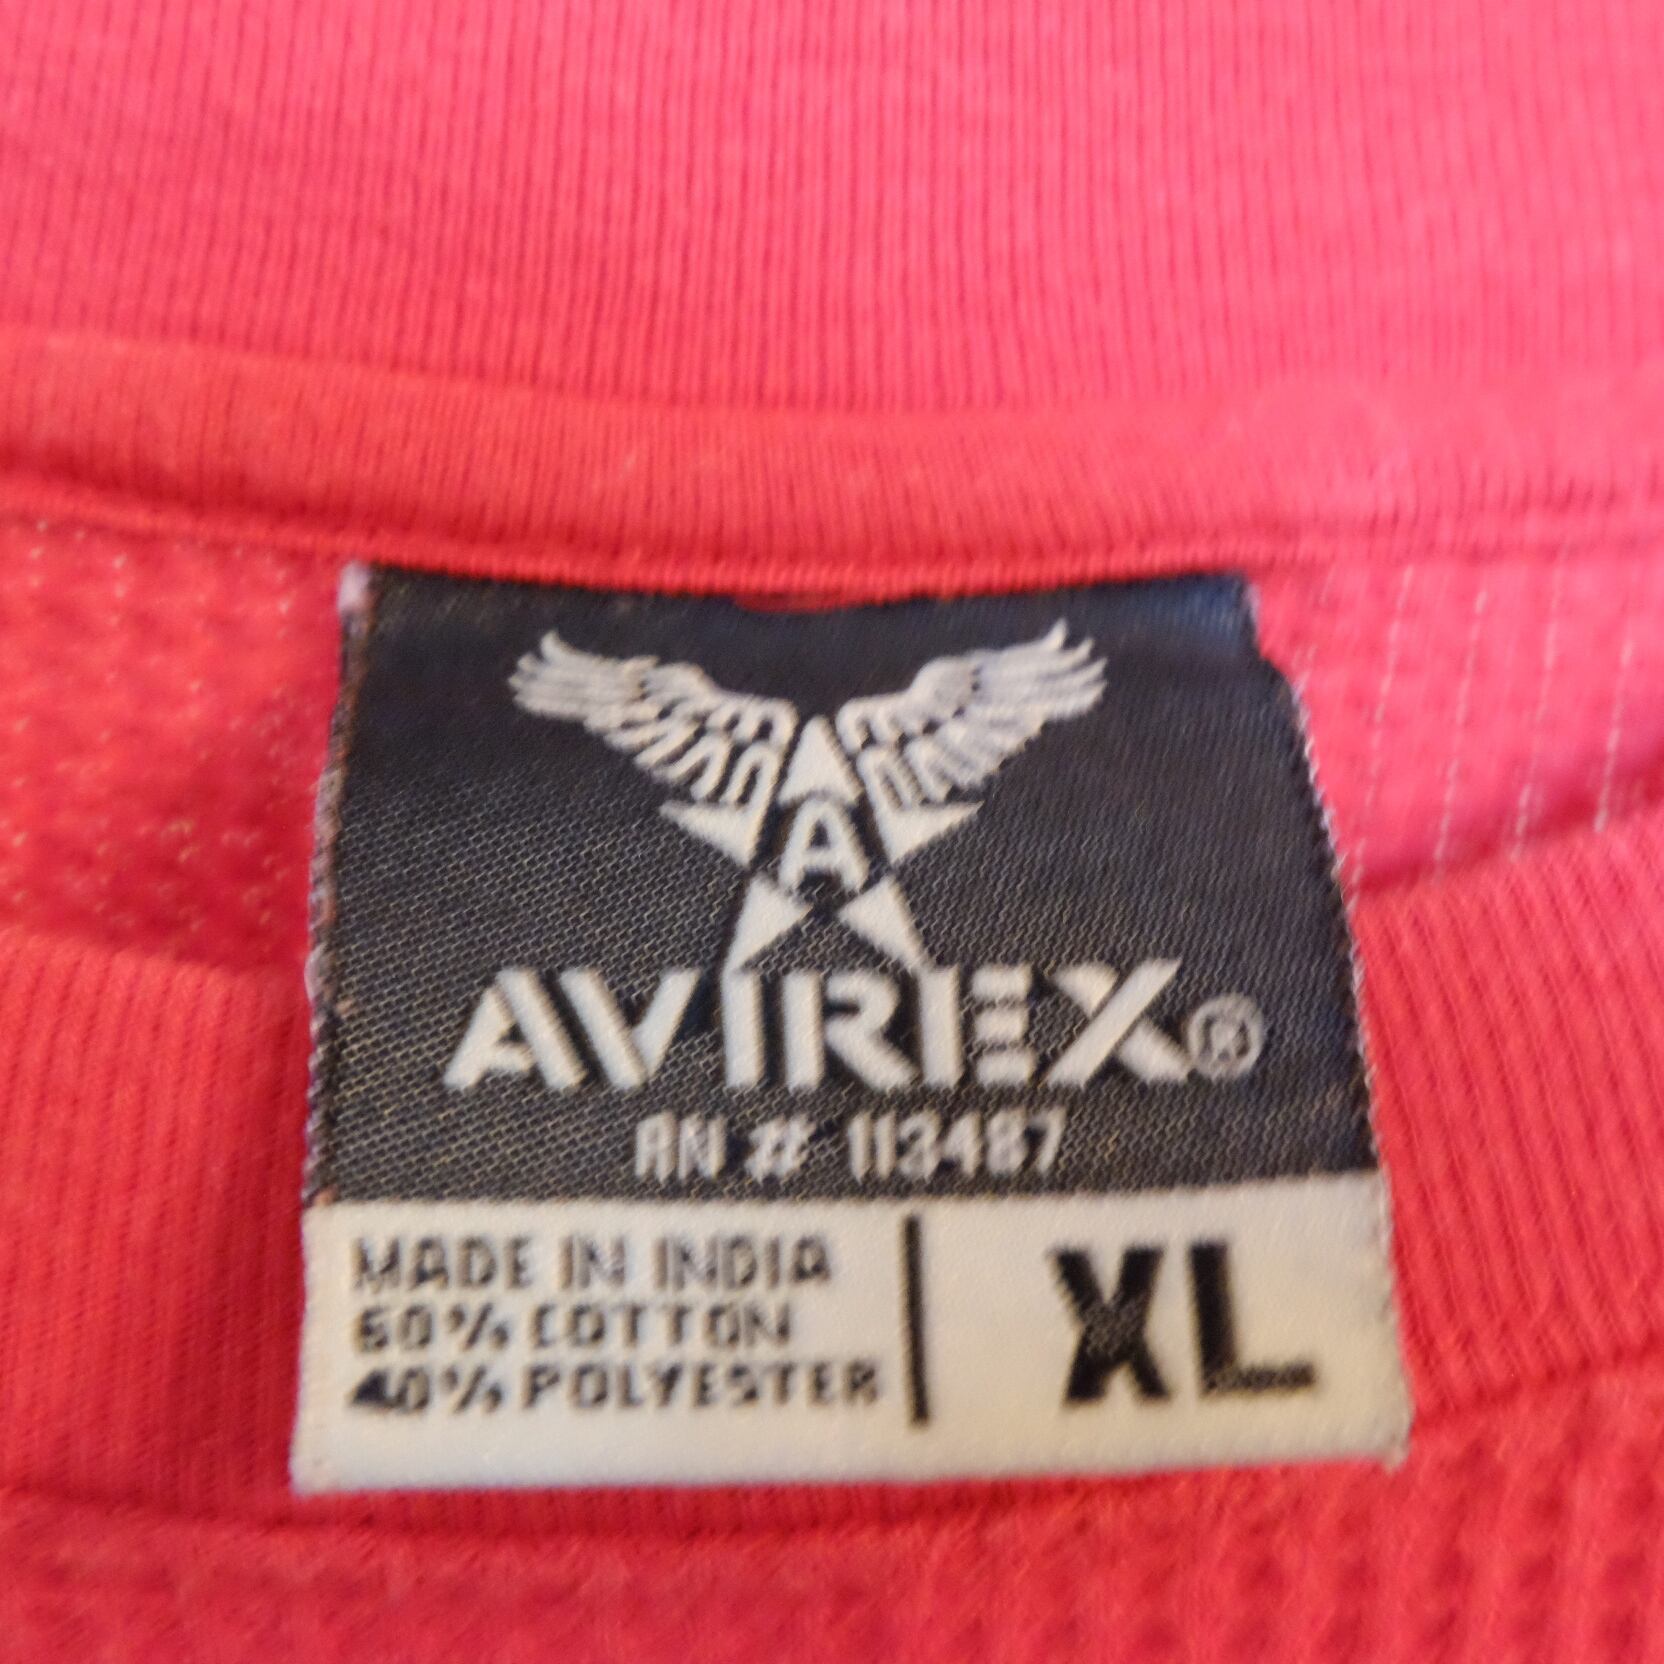 A
AVIREX®
RN # 113487
MADE IN INDIA
60% COTTON
40% POLYESTER
XL